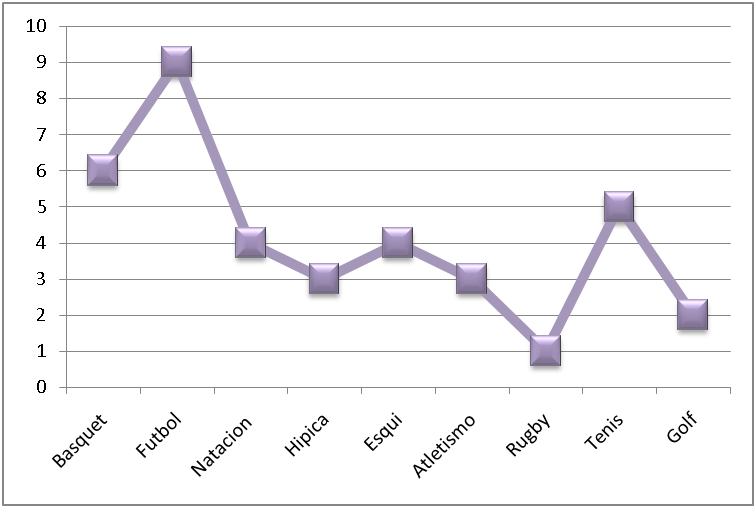 10
9
8
7
6
5
4
3
2
1
0
Basquet
Futbol
Natacion
Hipica
Esqui
Atletismo
Rugby
Tenis
Golf